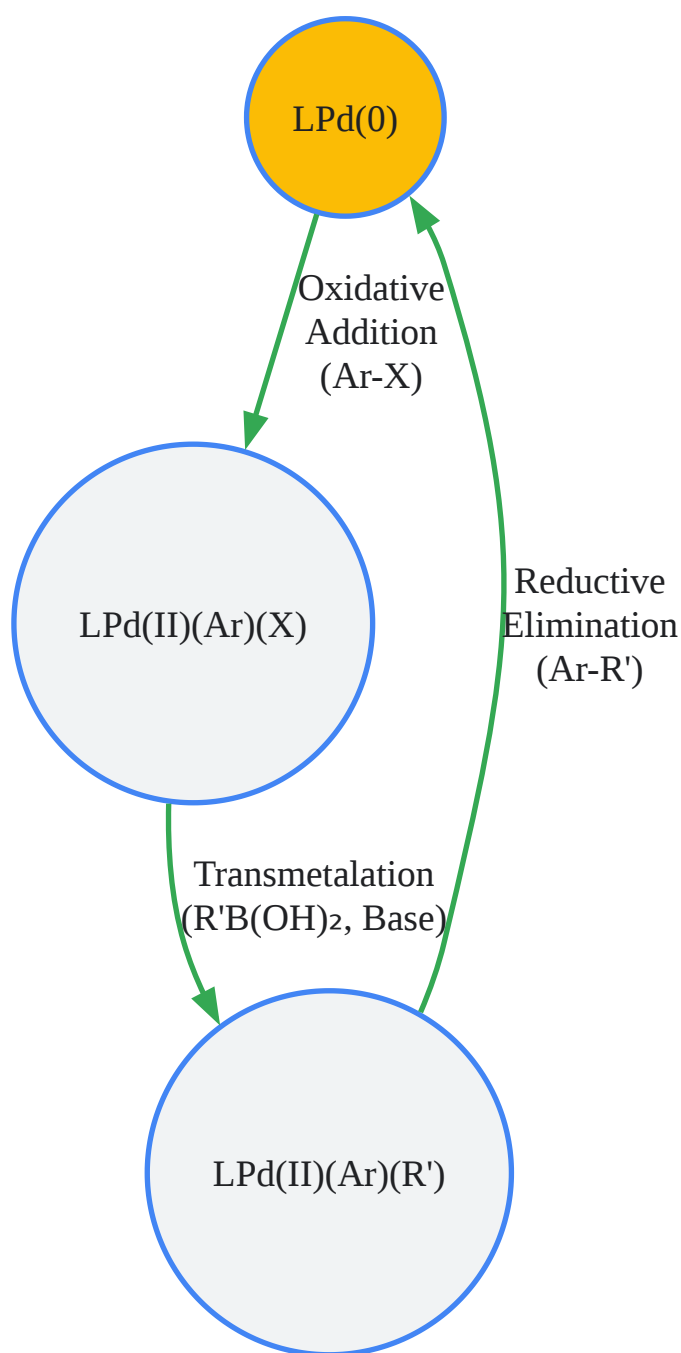 LPd(0)
Oxidative
Addition
(Ar-X)
LPd(II)(Ar)(X)
Reductive
Elimination
(Ar-R')
Transmetalation
(R'B(OH)₂, Base)
LPd(II)(Ar)(R')